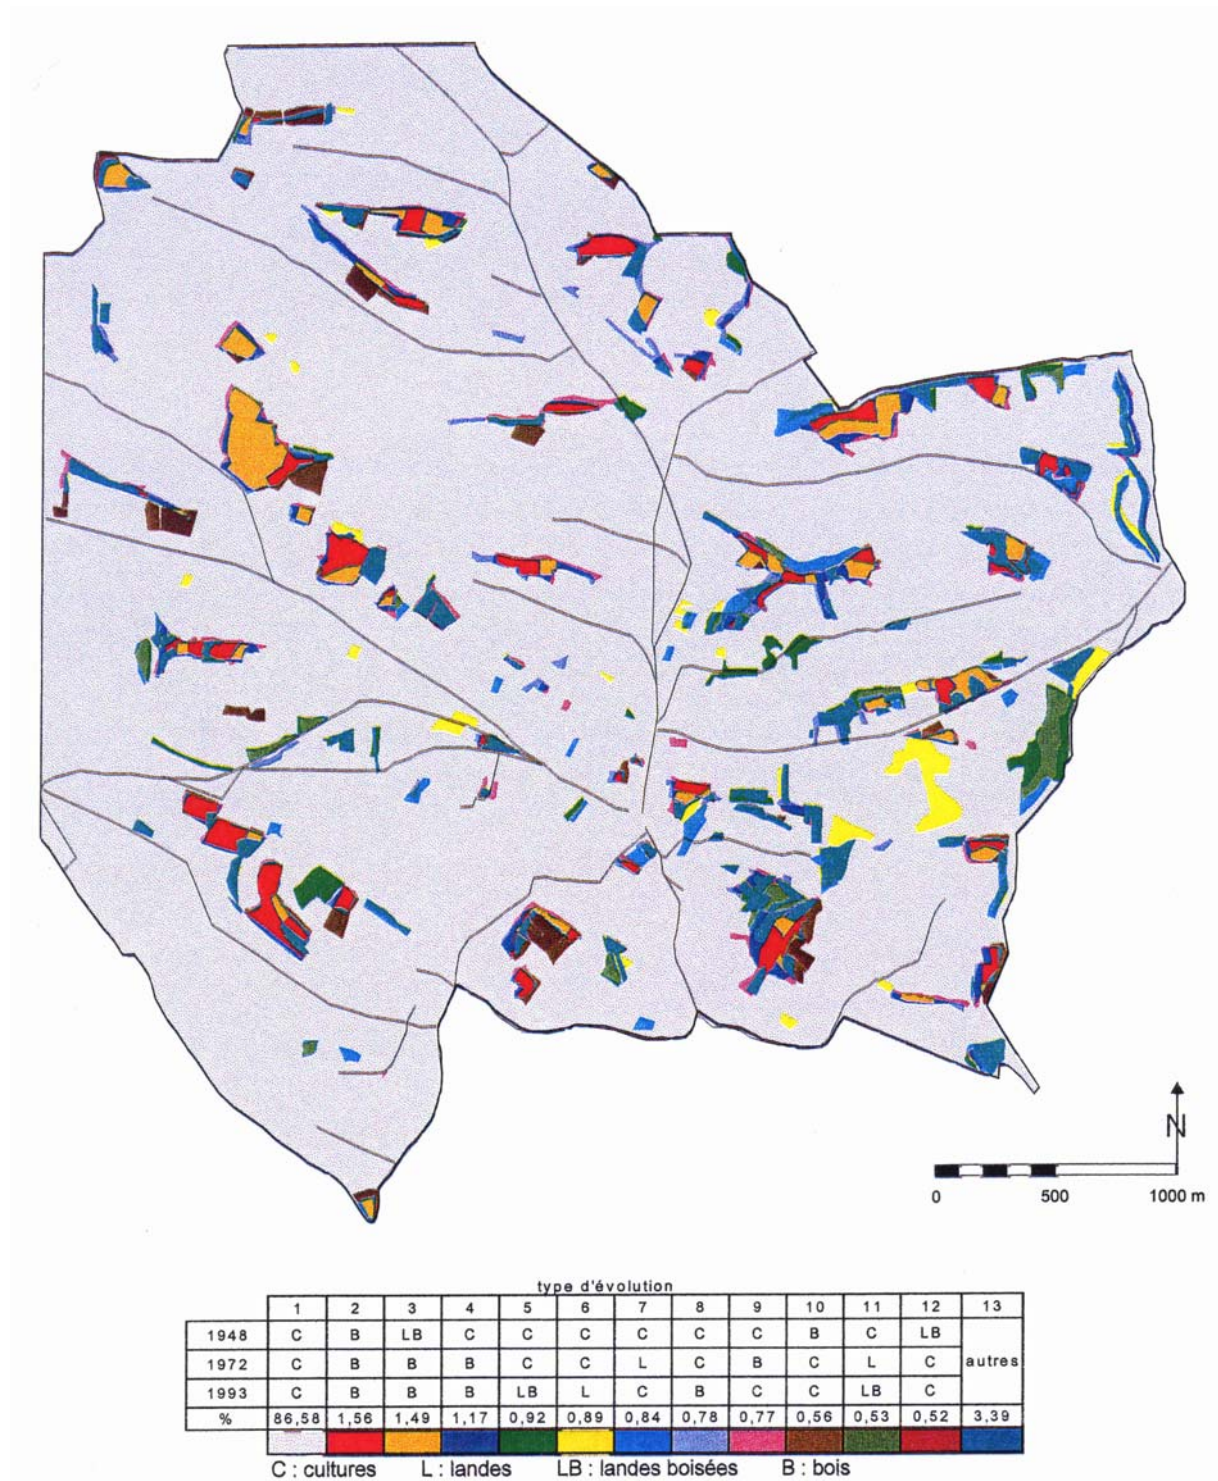 N
0 500 1000 m
type d'évolution
1 2 3 4 5 6 7 8 9 10 11 12 13
1948 C B LB C C C C C C B C LB autres
1972 C B B B C C L C B C L C
1993 C B B B LB L C B C C LB C
% 86,58 1,56 1,49 1,17 0,92 0,89 0,84 0,78 0,77 0,56 0,53 0,52 3,39
C : cultures L : landes LB : landes boisées B : bois